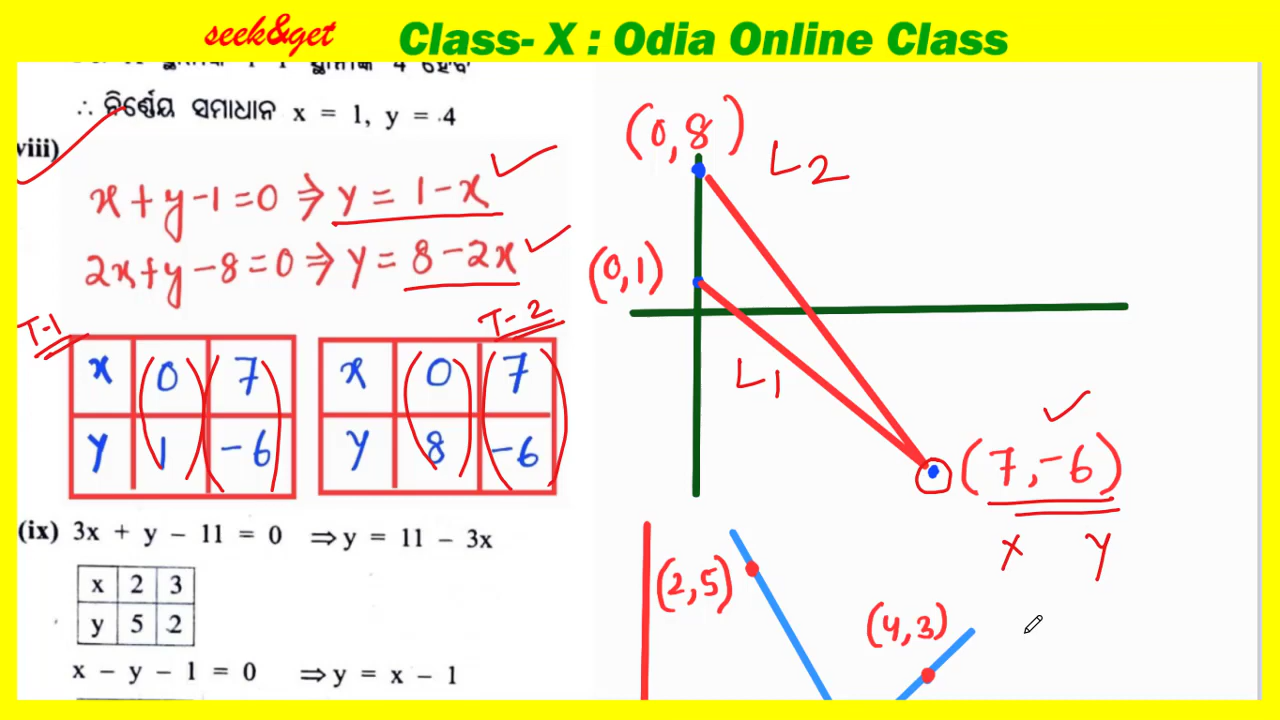 seek&get
Class- X : Odia Online Class
4 ହେବ
∴ ନିର୍ଣ୍ଣେୟ ସମାଧାନ x = 1, y = 4
viii)
x + y - 1 = 0 ⇒ y = 1 - x
2x + y - 8 = 0 ⇒ y = 8 - 2x
T-1
x 0 7
y 1 -6
T-2
x 0 7
y 8 -6
(ix) 3x + y – 11 = 0 ⇒ y = 11 – 3x
x 2 3
y 5 2
x – y – 1 = 0 ⇒ y = x – 1
(0,8)
L2
(0,1)
L1
(7,-6)
x y
(2,5)
(4,3)